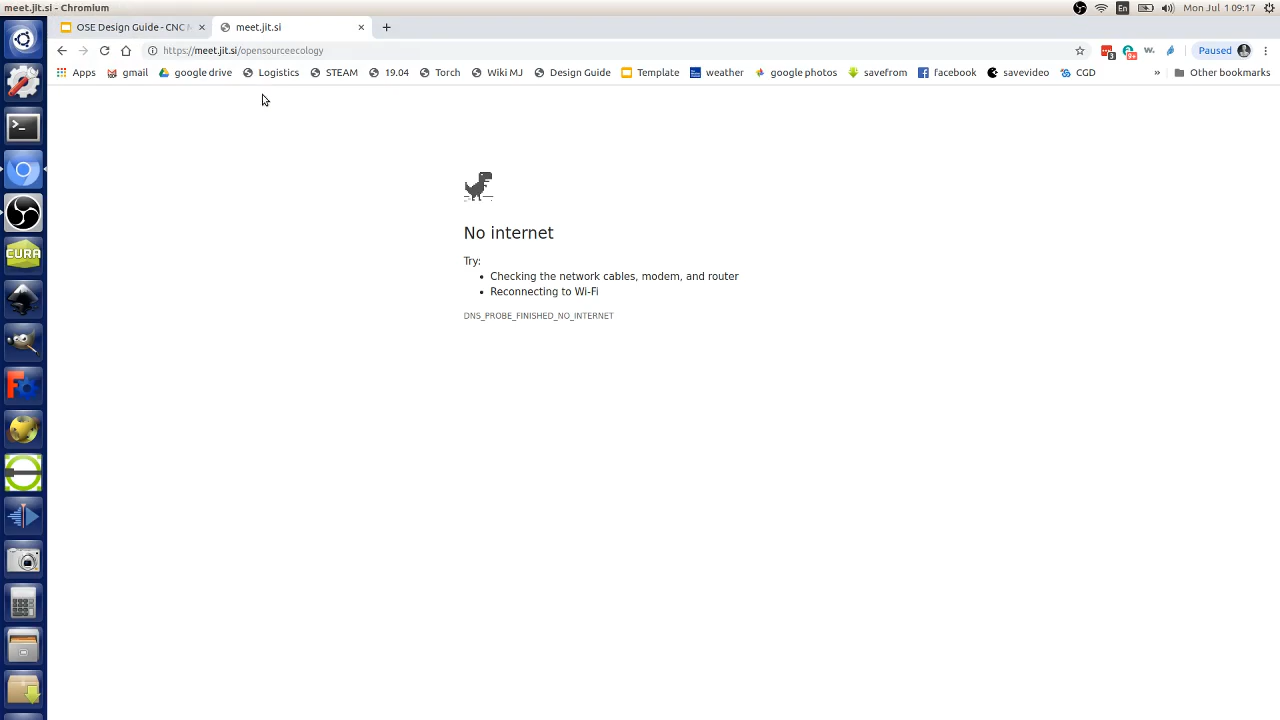 meet.jit.si - Chromium
En
Mon Jul 1 09:17
OSE Design Guide - CNC M
meet.jit.si
https://meet.jit.si/opensourceecology
3
9+
w.
Paused
Apps
gmail
google drive
Logistics
STEAM
19.04
Torch
Wiki MJ
Design Guide
Template
weather
google photos
savefrom
facebook
savevideo
CGD
»
Other bookmarks
CURA
No internet
Try:
• Checking the network cables, modem, and router
• Reconnecting to Wi-Fi
DNS_PROBE_FINISHED_NO_INTERNET